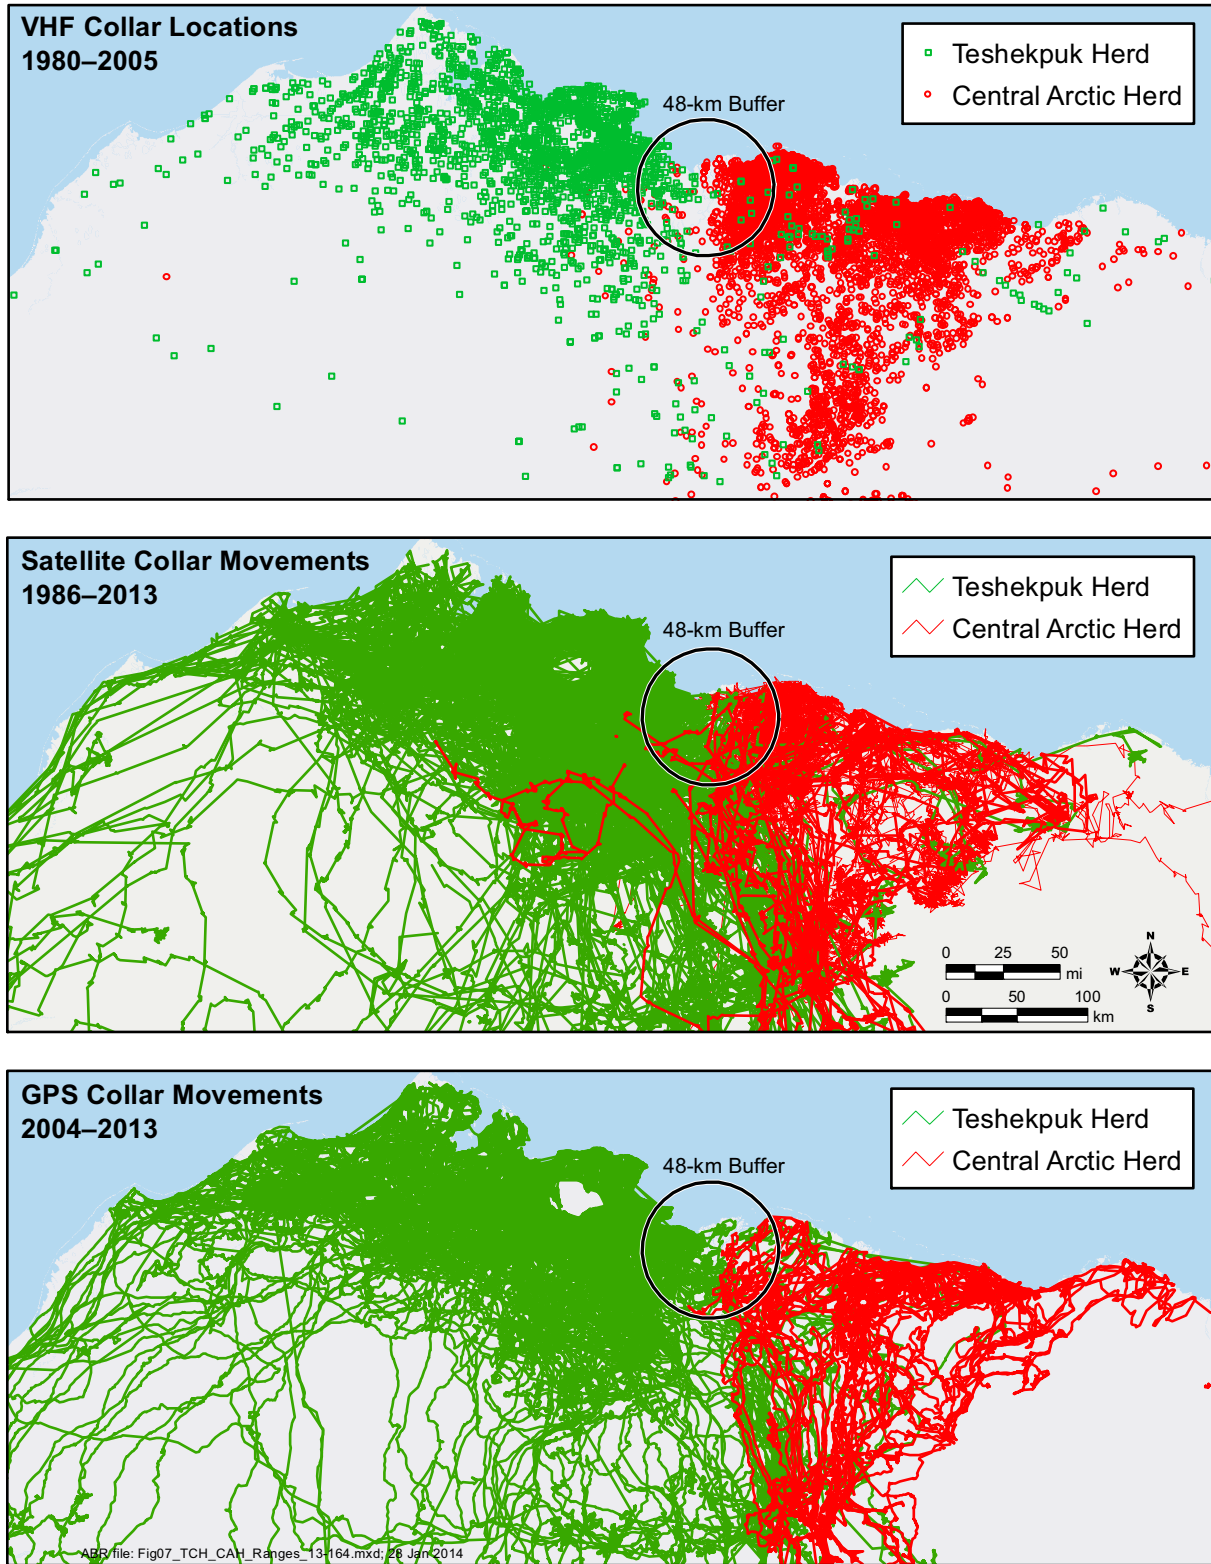 VHF Collar Locations
1980–2005
48-km Buffer
Teshekpuk Herd
Central Arctic Herd
Satellite Collar Movements
1986–2013
48-km Buffer
Teshekpuk Herd
Central Arctic Herd
0 25 50
mi
0 50 100
km
N
W E
S
GPS Collar Movements
2004–2013
48-km Buffer
Teshekpuk Herd
Central Arctic Herd
ABR file: Fig07_TCH_CAH_Ranges_13-164.mxd; 28 Jan 2014